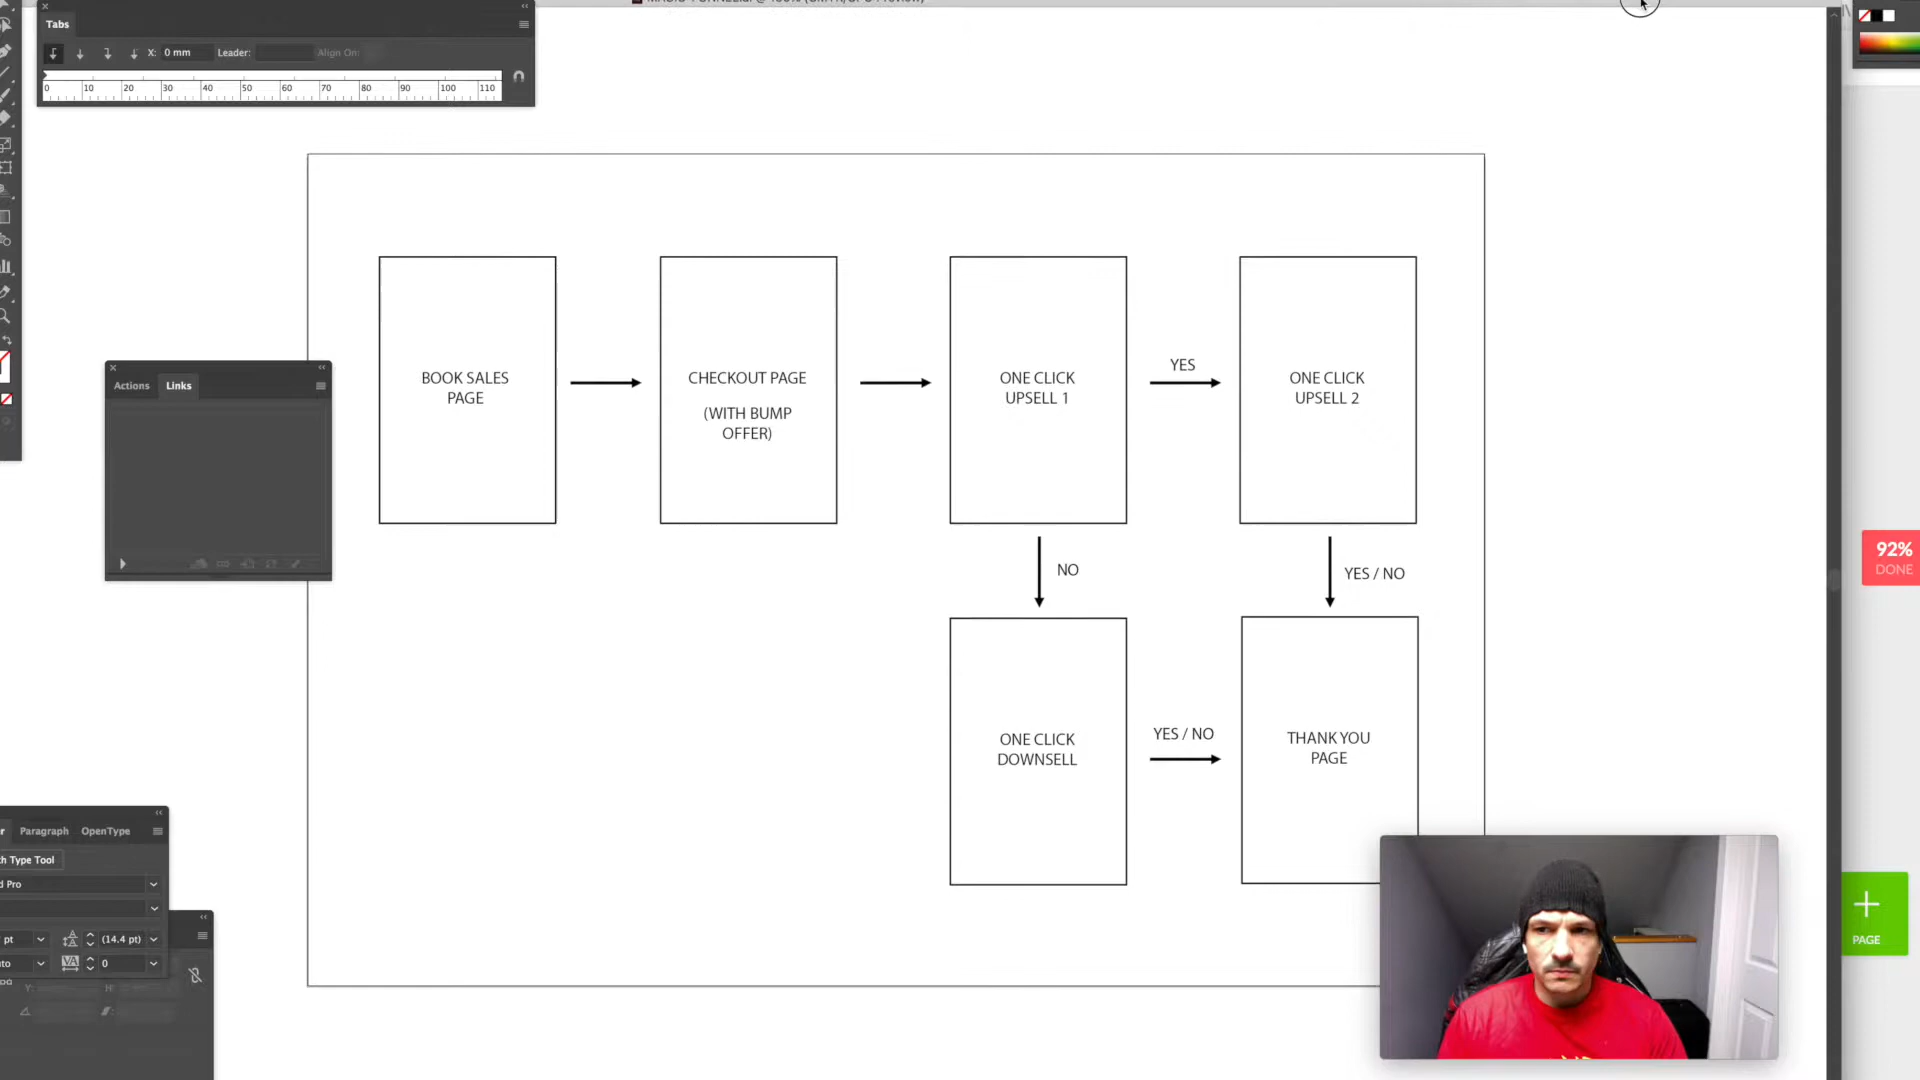 Tabs
X: 0 mm Leader: Align On:
0 10 20 30 40 50 60 70 80 90 100 110
BOOK SALES
PAGE
CHECKOUT PAGE
(WITH BUMP
OFFER)
ONE CLICK
UPSELL 1
YES
ONE CLICK
UPSELL 2
Actions Links
NO
YES / NO
92%
DONE
ONE CLICK
DOWNSELL
YES / NO
THANK YOU
PAGE
Paragraph OpenType
Type Tool
Pro
pt (14.4 pt)
0
Y: H:
PAGE